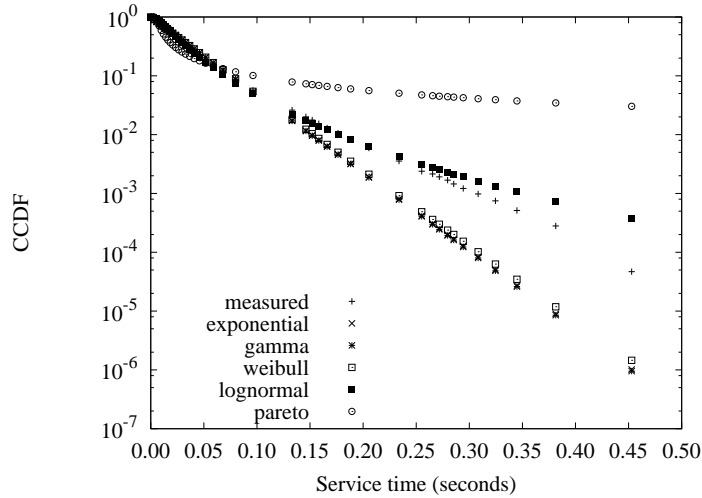 10^0
10^-1
10^-2
10^-3
10^-4
10^-5
10^-6
10^-7
CCDF
measured
exponential
gamma
weibull
lognormal
pareto
0.00 0.05 0.10 0.15 0.20 0.25 0.30 0.35 0.40 0.45 0.50
Service time (seconds)